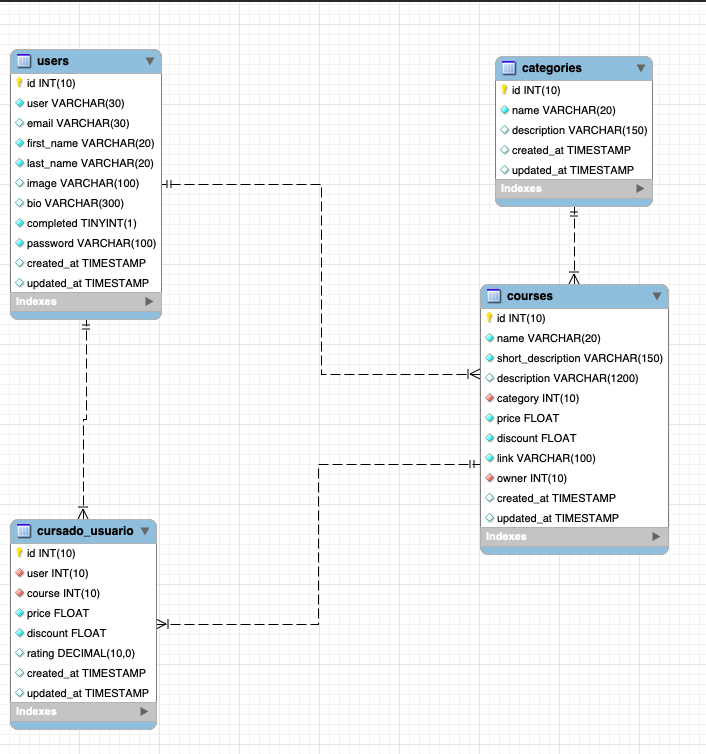 users
id INT(10)
user VARCHAR(30)
email VARCHAR(30)
first_name VARCHAR(20)
last_name VARCHAR(20)
image VARCHAR(100)
bio VARCHAR(300)
completed TINYINT(1)
password VARCHAR(100)
created_at TIMESTAMP
updated_at TIMESTAMP
Indexes
categories
id INT(10)
name VARCHAR(20)
description VARCHAR(150)
created_at TIMESTAMP
updated_at TIMESTAMP
Indexes
courses
id INT(10)
name VARCHAR(20)
short_description VARCHAR(150)
description VARCHAR(1200)
category INT(10)
price FLOAT
discount FLOAT
link VARCHAR(100)
owner INT(10)
created_at TIMESTAMP
updated_at TIMESTAMP
Indexes
cursado_usuario
id INT(10)
user INT(10)
course INT(10)
price FLOAT
discount FLOAT
rating DECIMAL(10,0)
created_at TIMESTAMP
updated_at TIMESTAMP
Indexes